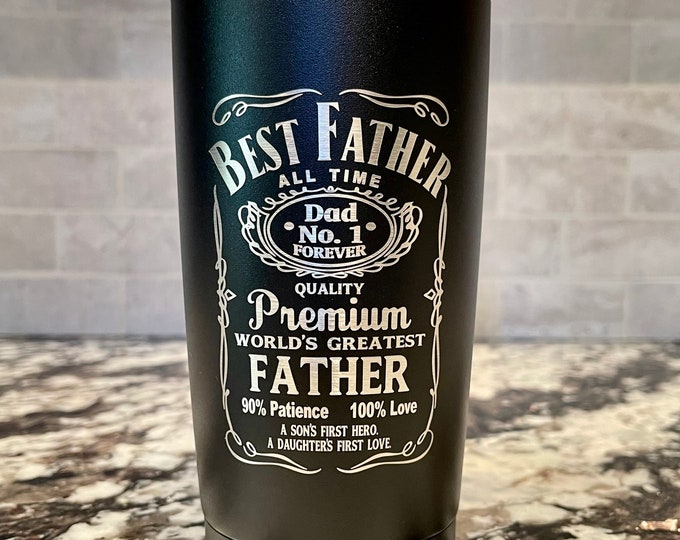 BEST FATHER
ALL TIME
Dad
• No. 1 •
FOREVER
QUALITY
Premium
WORLD'S GREATEST
FATHER
90% Patience 100% Love
A SON'S FIRST HERO.
A DAUGHTER'S FIRST LOVE.